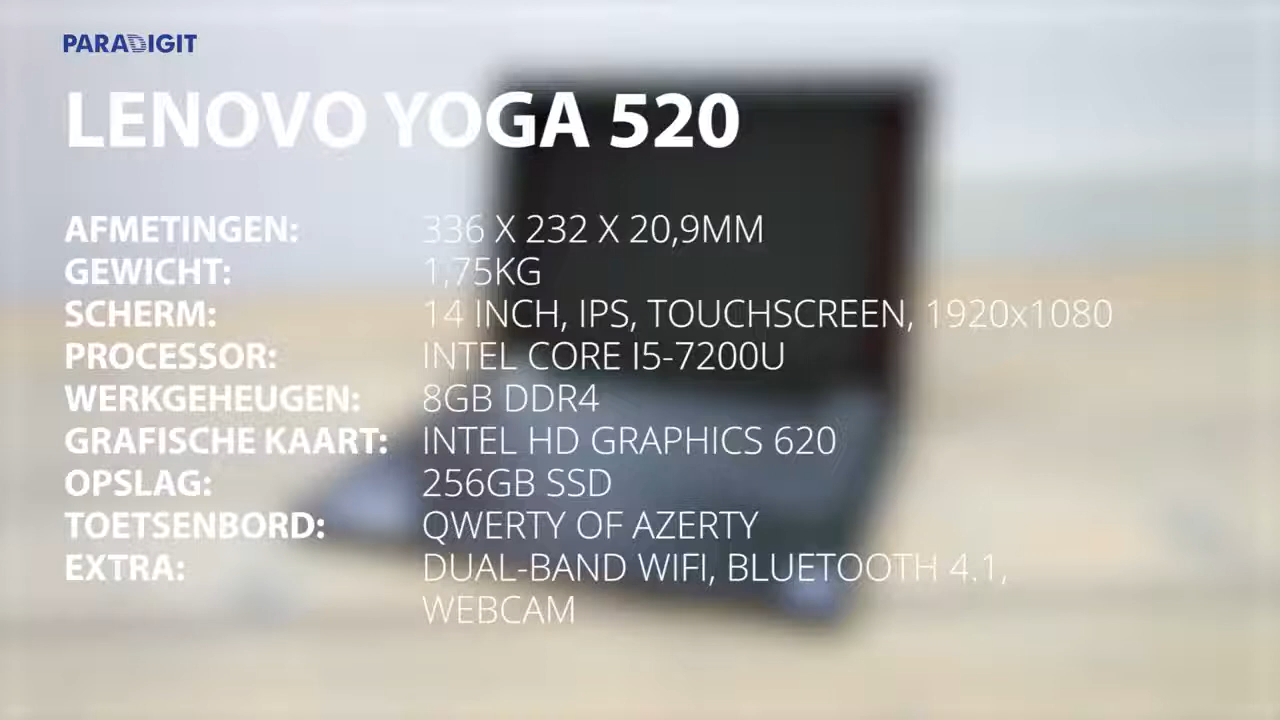 PARADIGIT
LENOVO YOGA 520
AFMETINGEN: 336 X 232 X 20,9MM
GEWICHT: 1,75KG
SCHERM: 14 INCH, IPS, TOUCHSCREEN, 1920x1080
PROCESSOR: INTEL CORE I5-7200U
WERKGEHEUGEN: 8GB DDR4
GRAFISCHE KAART: INTEL HD GRAPHICS 620
OPSLAG: 256GB SSD
TOETSENBORD: QWERTY OF AZERTY
EXTRA: DUAL-BAND WIFI, BLUETOOTH 4.1,
WEBCAM